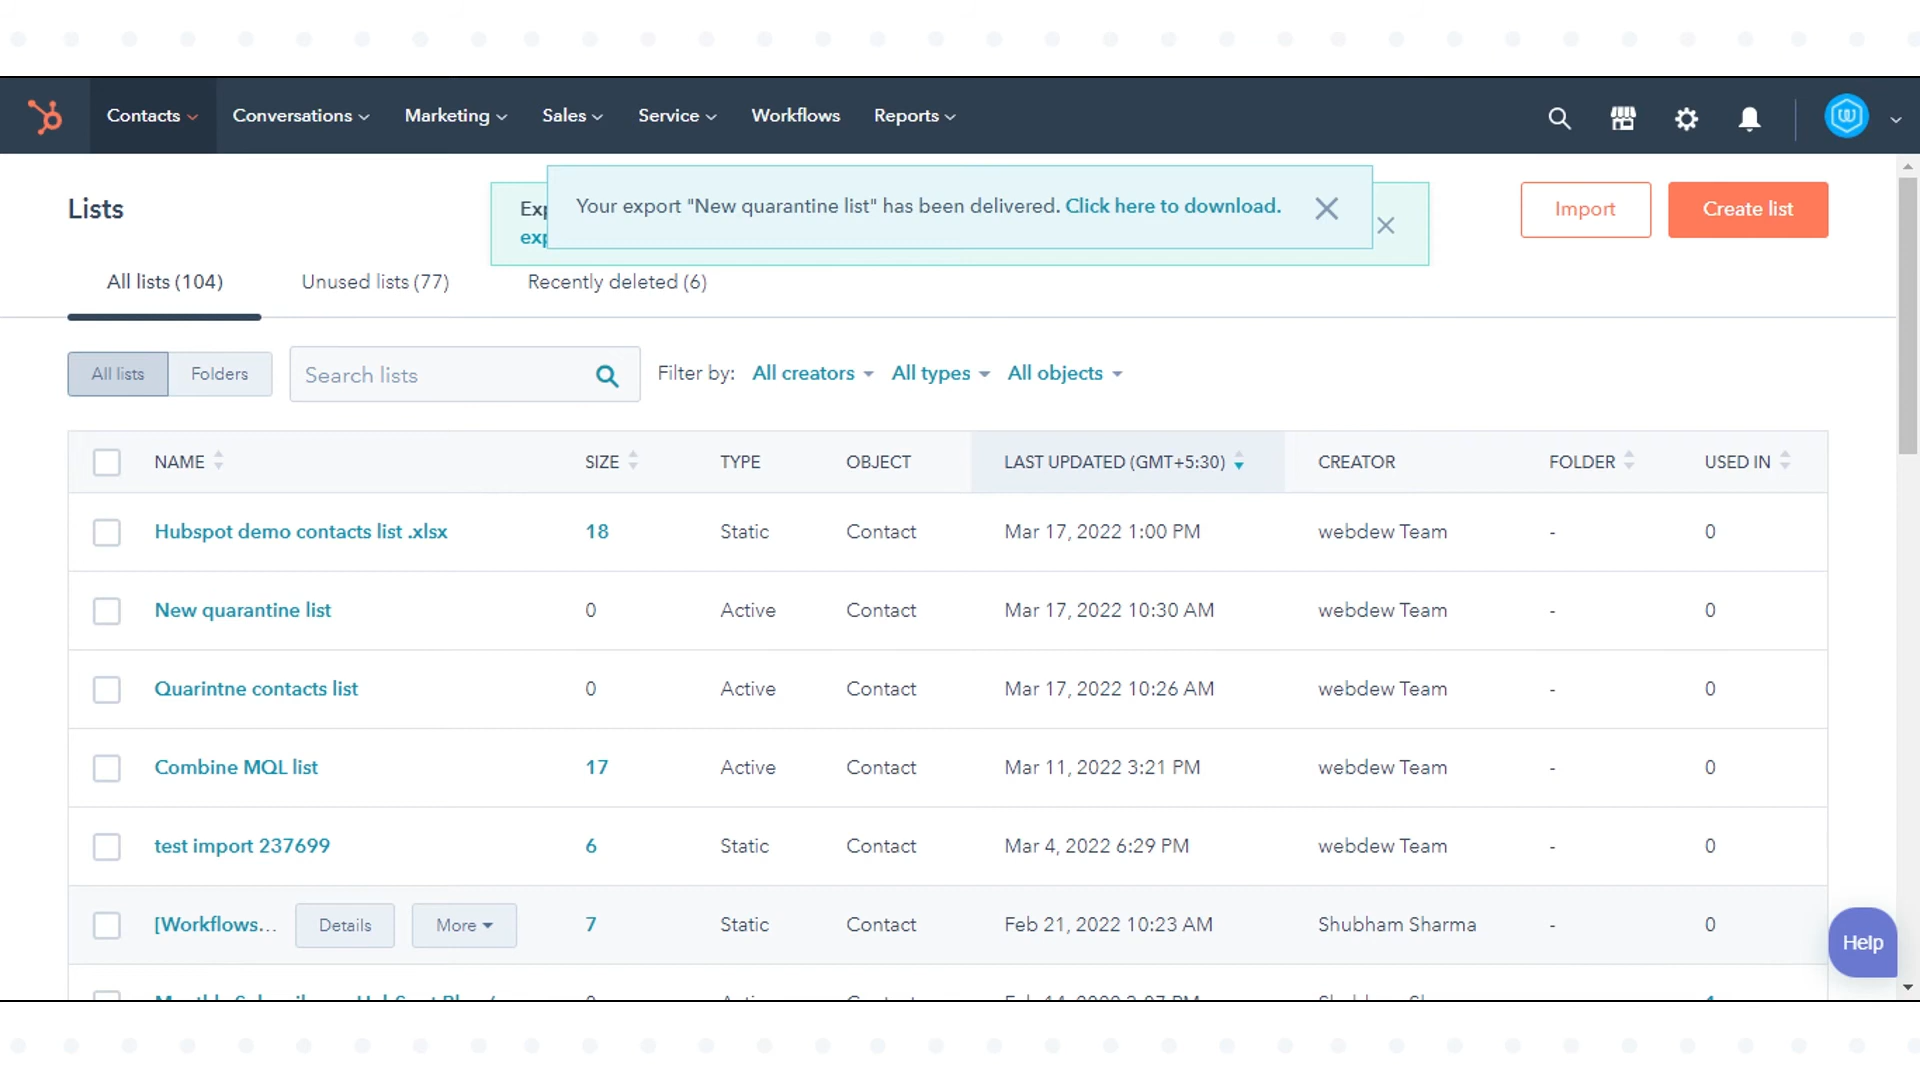 Contacts Conversations Marketing Sales Service Workflows Reports
Lists
Exp
exp
Your export "New quarantine list" has been delivered. Click here to download.
Import
Create list
All lists (104) Unused lists (77) Recently deleted (6)
All lists Folders Search lists Filter by: All creators All types All objects
NAME SIZE TYPE OBJECT LAST UPDATED (GMT+5:30) CREATOR FOLDER USED IN
Hubspot demo contacts list .xlsx 18 Static Contact Mar 17, 2022 1:00 PM webdew Team - 0
New quarantine list 0 Active Contact Mar 17, 2022 10:30 AM webdew Team - 0
Quarintne contacts list 0 Active Contact Mar 17, 2022 10:26 AM webdew Team - 0
Combine MQL list 17 Active Contact Mar 11, 2022 3:21 PM webdew Team - 0
test import 237699 6 Static Contact Mar 4, 2022 6:29 PM webdew Team - 0
[Workflows... Details More 7 Static Contact Feb 21, 2022 10:23 AM Shubham Sharma - 0
Help